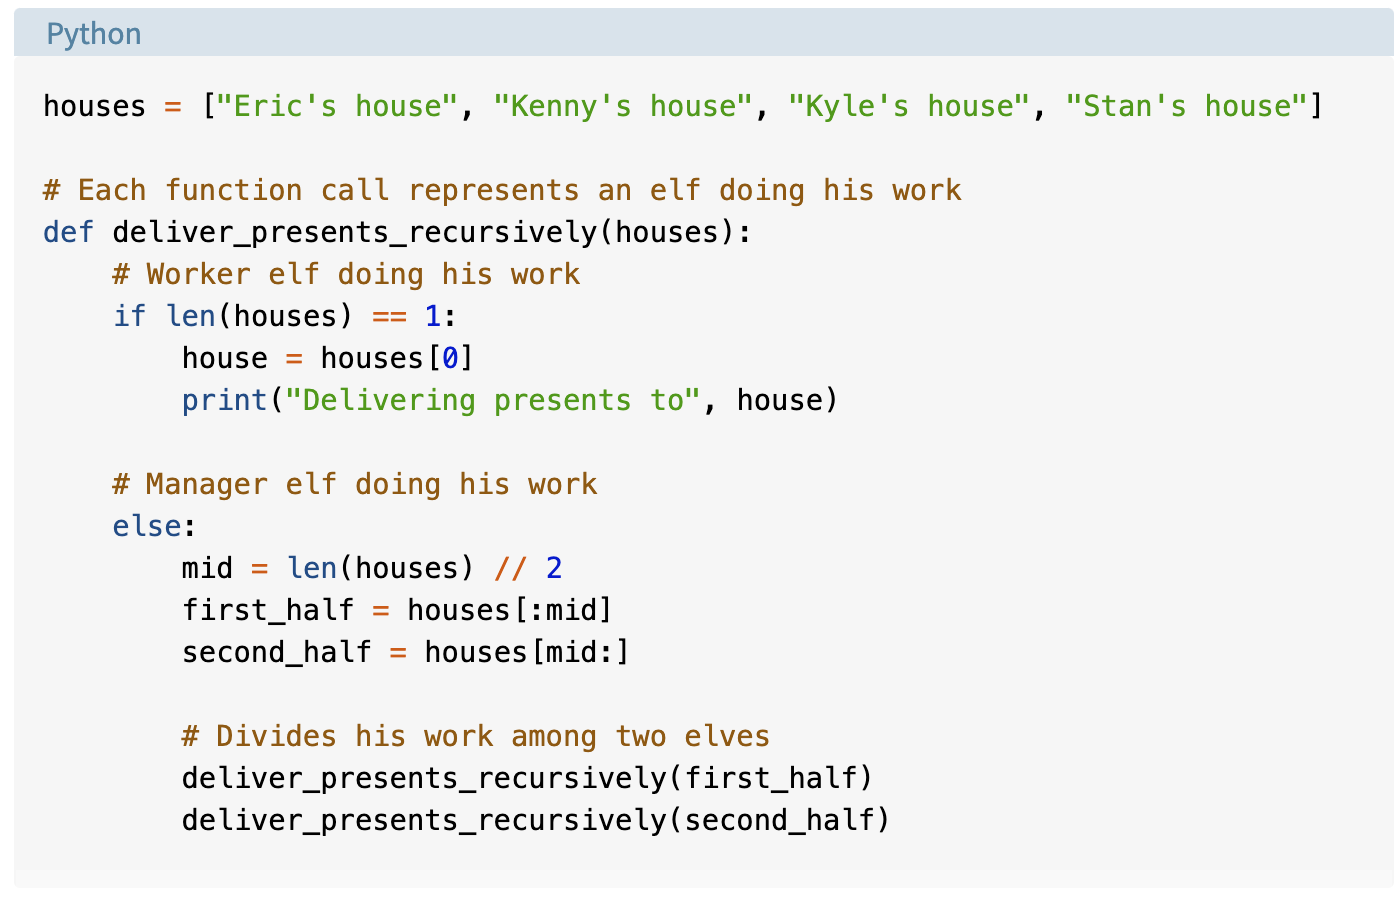 Python
houses = ["Eric's house", "Kenny's house", "Kyle's house", "Stan's house"]
# Each function call represents an elf doing his work
def deliver_presents_recursively(houses):
    # Worker elf doing his work
    if len(houses) == 1:
        house = houses[0]
        print("Delivering presents to", house)
    # Manager elf doing his work
    else:
        mid = len(houses) // 2
        first_half = houses[:mid]
        second_half = houses[mid:]
        # Divides his work among two elves
        deliver_presents_recursively(first_half)
        deliver_presents_recursively(second_half)